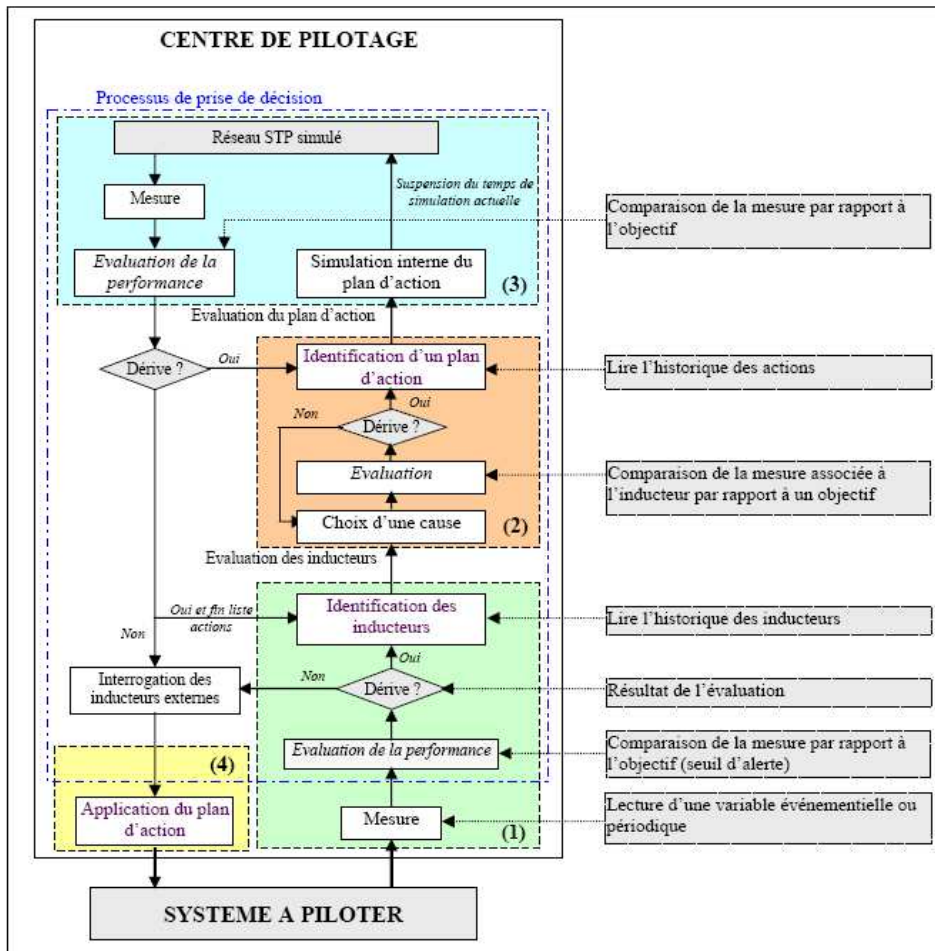 CENTRE DE PILOTAGE
Processus de prise de décision
Réseau STP simulé
Suspension du temps de
simulation actuelle
Mesure
Comparaison de la mesure par rapport à
l’objectif
Evaluation de la
performance
Simulation interne du
plan d’action
(3)
Evaluation du plan d’action
Dérive ?
Oui
Identification d’un plan
d’action
Lire l’historique des actions
Non
Oui
Dérive ?
Evaluation
Comparaison de la mesure associée à
l’inducteur par rapport à un objectif
Choix d’une cause
(2)
Evaluation des inducteurs
Oui et fin liste
actions
Identification des
inducteurs
Lire l’historique des inducteurs
Non
Oui
Interrogation des
inducteurs externes
Non
Dérive ?
Résultat de l’évaluation
Evaluation de la performance
Comparaison de la mesure par rapport à
l’objectif (seuil d’alerte)
(4)
Application du plan
d’action
Mesure
(1)
Lecture d’une variable événementielle ou
périodique
SYSTEME A PILOTER